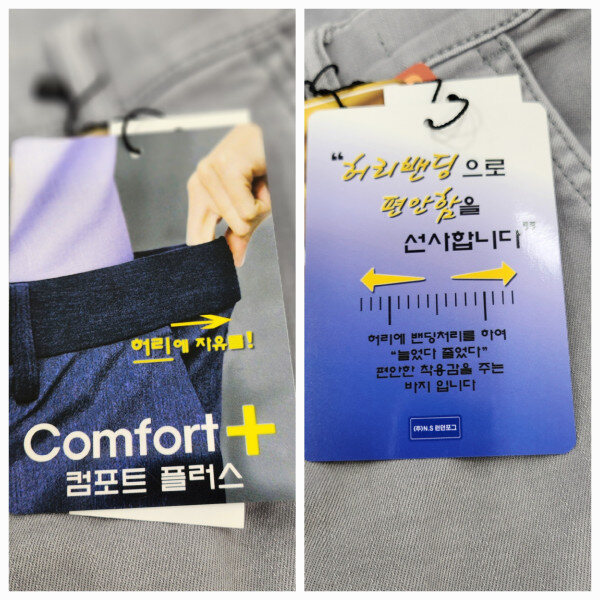 허리에 자유를!
Comfort+
컴포트 플러스
"허리밴딩으로
편안함을
선사합니다"
허리에 밴딩처리를 하여
"늘었다 줄었다"
편안한 착용감을 주는
바지 입니다
(주)N.S 런던포그